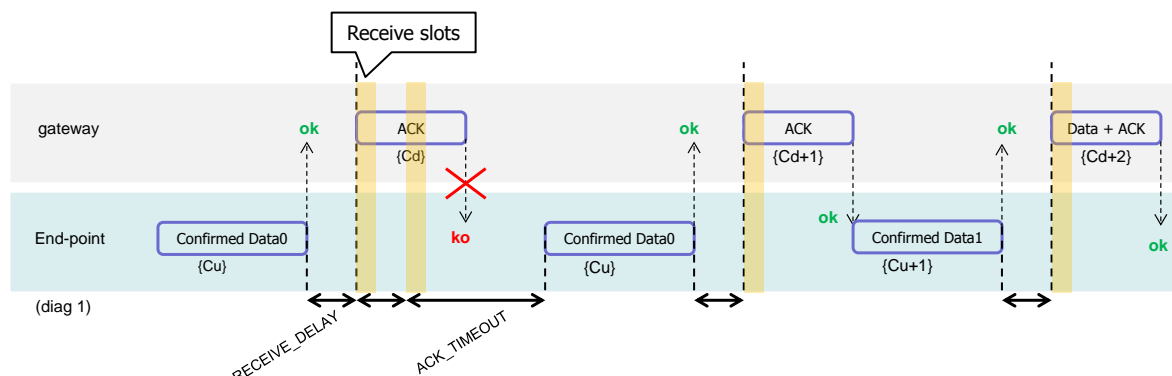 Receive slots
gateway
ok
ACK
{Cd}
ok
ACK
{Cd+1}
ok
Data + ACK
{Cd+2}
End-point
Confirmed Data0
{Cu}
ko
Confirmed Data0
{Cu}
ok
Confirmed Data1
{Cu+1}
ok
(diag 1)
RECEIVE_DELAY
ACK_TIMEOUT